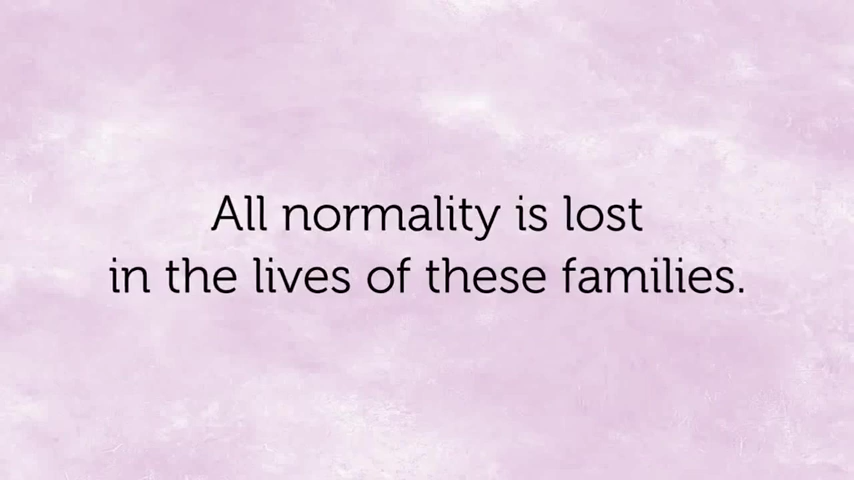 All normality is lost
in the lives of these families.